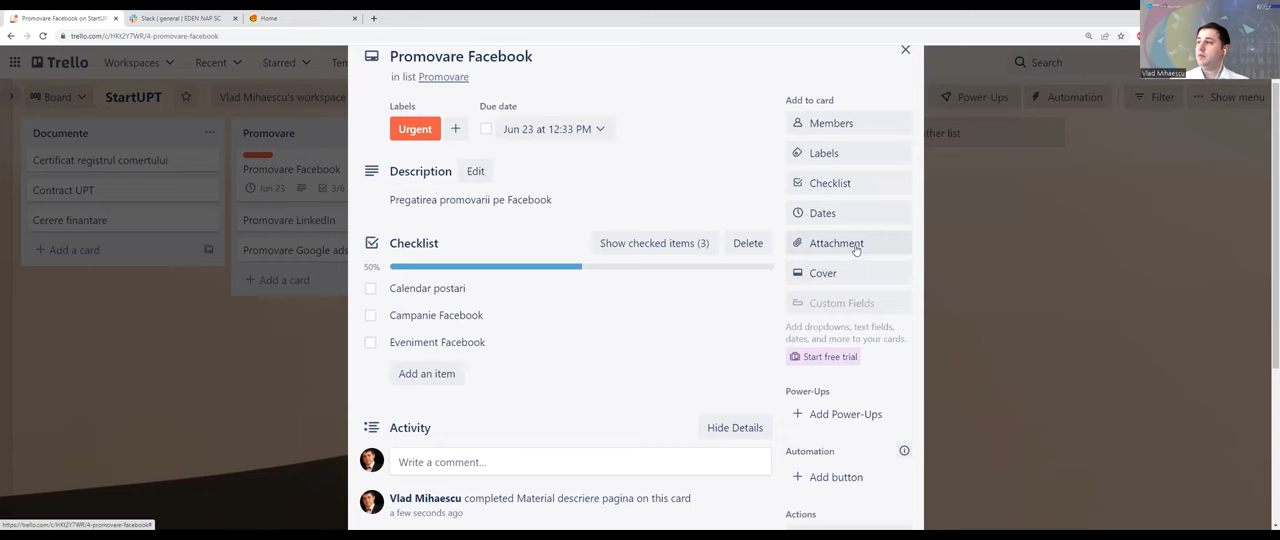 Promovare Facebook on StartUP
Slack | general | EDEN NAP SC
Home
trello.com/c/HKt2Y7WR/4-promovare-facebook
Vlad Mihaescu
Trello
Workspaces
Recent
Starred
Search
Board
StartUPT
Vlad Mihaescu's workspace
Power-Ups
Automation
Filter
Show menu
Documente
Certificat registrul comertului
Contract UPT
Cerere finantare
Add a card
Promovare
Promovare Facebook
Jun 23
3/6
Promovare LinkedIn
Promovare Google ads
Add a card
Promovare Facebook
in list Promovare
Labels
Due date
Urgent
Jun 23 at 12:33 PM
Description
Edit
Pregatirea promovarii pe Facebook
Checklist
Show checked items (3)
Delete
50%
Calendar postari
Campanie Facebook
Eveniment Facebook
Add an item
Activity
Hide Details
Write a comment...
Vlad Mihaescu completed Material descriere pagina on this card
a few seconds ago
Add to card
Members
Labels
Checklist
Dates
Attachment
Cover
Custom Fields
Add dropdowns, text fields,
dates, and more to your cards.
Start free trial
Power-Ups
Add Power-Ups
Automation
Add button
Actions
https://trello.com/c/HKt2Y7WR/4-promovare-facebook#